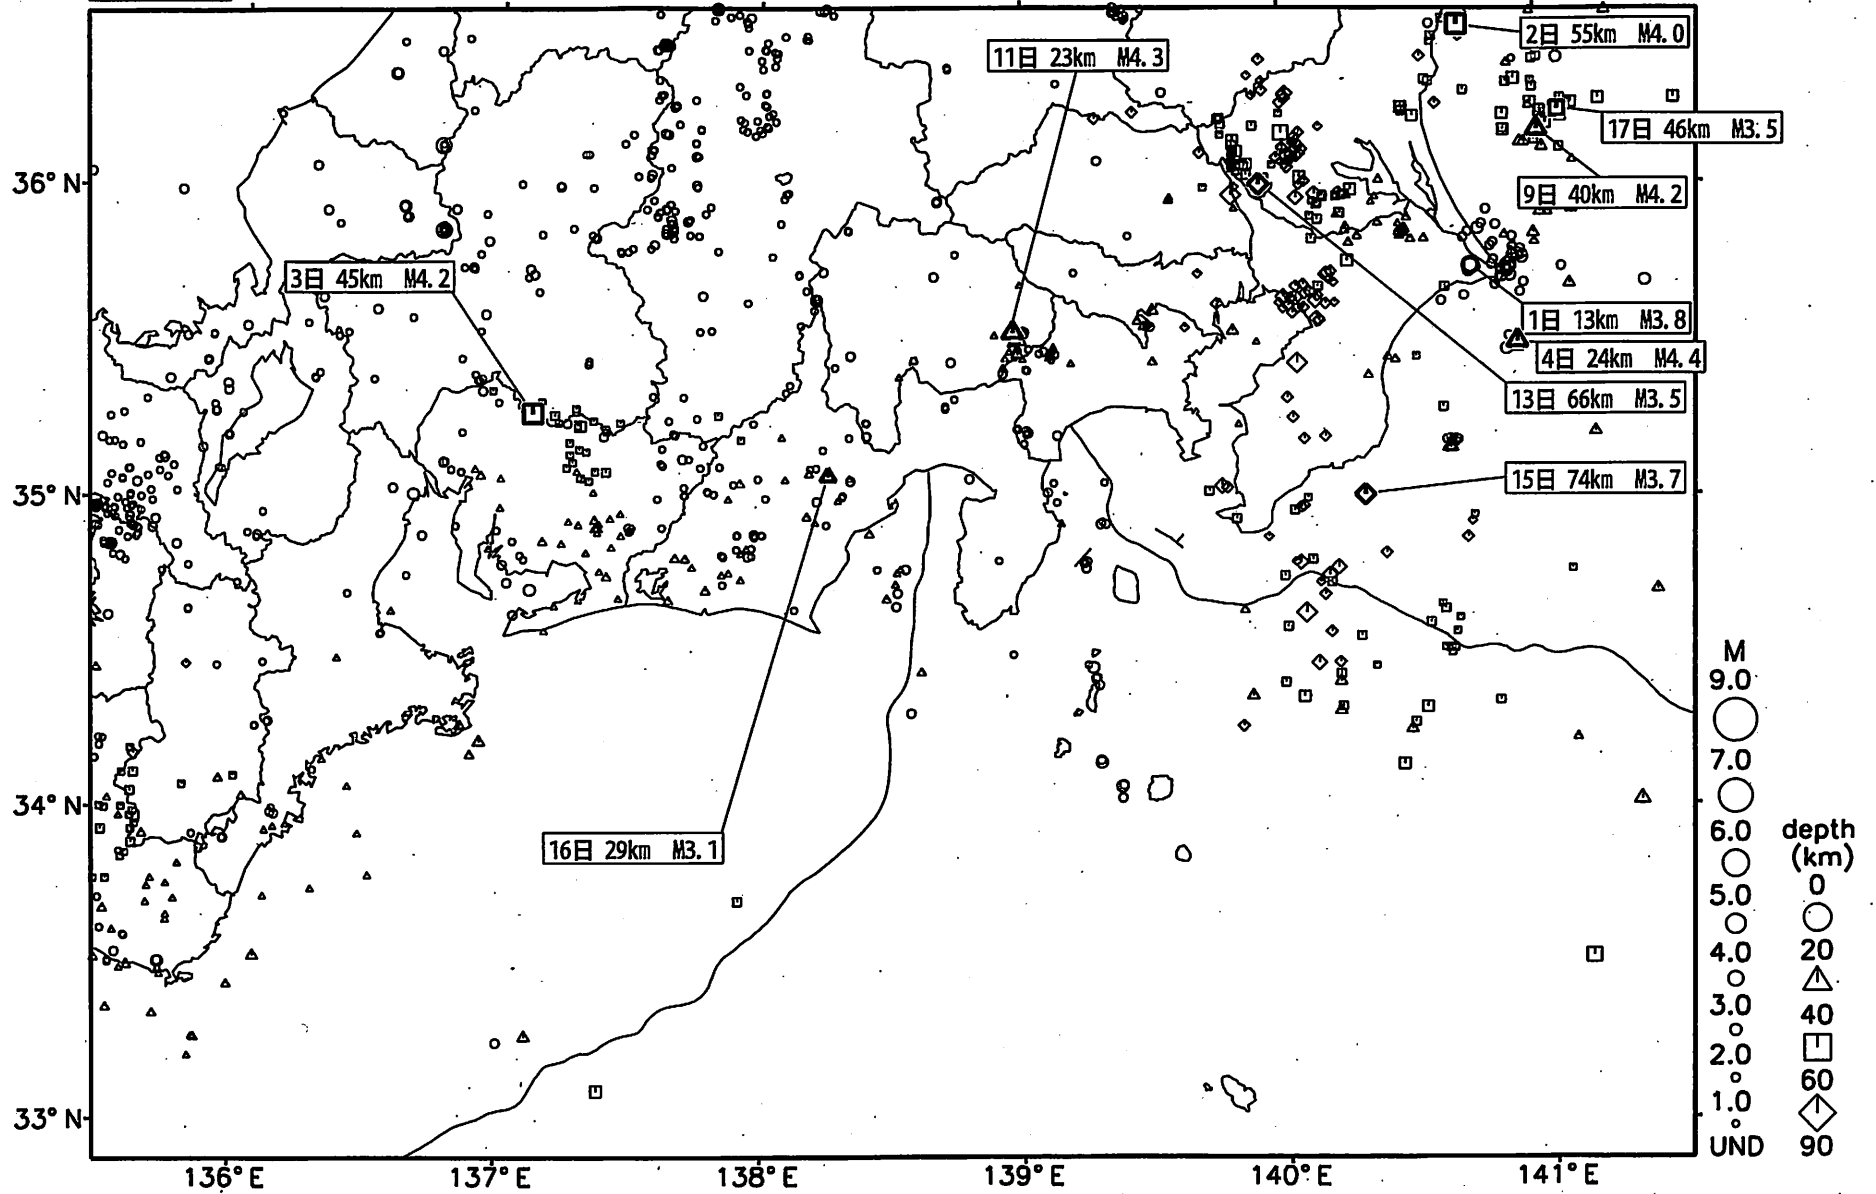 2日 55km M4.0
11日 23km M4.3
17日 46km M3.5
36°N
9日 40km M4.2
3日 45km M4.2
1日 13km M3.8
4日 24km M4.4
13日 66km M3.5
15日 74km M3.7
35°N
16日 29km M3.1
34°N
33°N
136°E
137°E
138°E
139°E
140°E
141°E
M
9.0
7.0
6.0
5.0
4.0
3.0
2.0
1.0
UND
depth
(km)
0
20
40
60
90